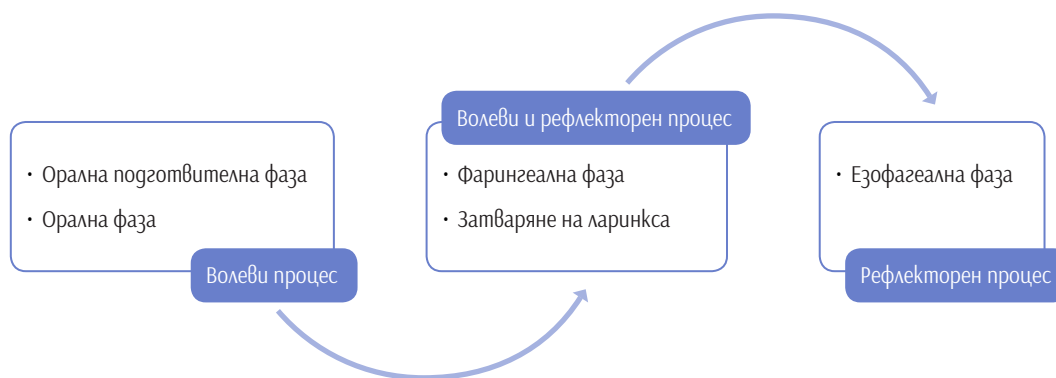 • Орална подготвителна фаза
• Орална фаза
Волеви процес
Волеви и рефлекторен процес
• Фарингеална фаза
• Затваряне на ларинкса
• Езофагеална фаза
Рефлекторен процес